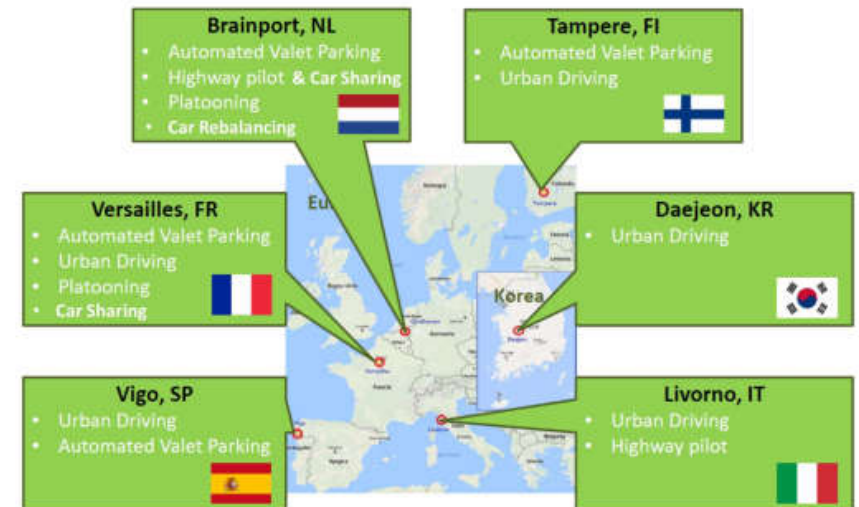 Brainport, NL
• Automated Valet Parking
• Highway pilot & Car Sharing
• Platooning
• Car Rebalancing
Tampere, FI
• Automated Valet Parking
• Urban Driving
Versailles, FR
• Automated Valet Parking
• Urban Driving
• Platooning
• Car Sharing
Eu
Korea
Daejeon, KR
• Urban Driving
Vigo, SP
• Urban Driving
• Automated Valet Parking
Livorno, IT
• Urban Driving
• Highway pilot